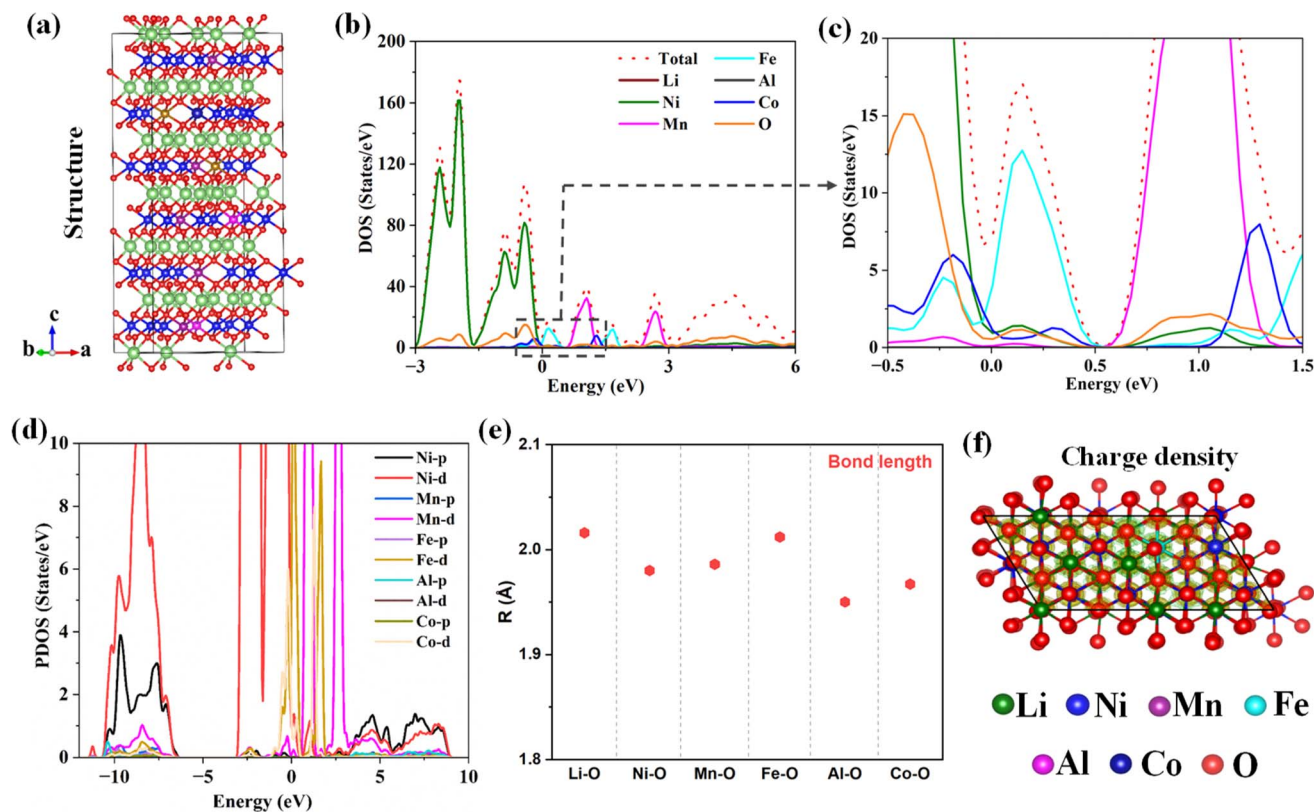 (a)
Structure
c
b
a
(b)
200
160
120
80
40
0
DOS (States/eV)
Total
Li
Ni
Mn
Fe
Al
Co
O
−3
0
3
6
Energy (eV)
(c)
20
15
10
5
0
DOS (States/eV)
-0.5
0.0
0.5
1.0
1.5
Energy (eV)
(d)
10
8
6
4
2
0
PDOS (States/eV)
Ni-p
Ni-d
Mn-p
Mn-d
Fe-p
Fe-d
Al-p
Al-d
Co-p
Co-d
−10
−5
0
5
10
Energy (eV)
(e)
2.1
2.0
1.9
1.8
R (Å)
Bond length
Li-O
Ni-O
Mn-O
Fe-O
Al-O
Co-O
(f)
Charge density
Li
Ni
Mn
Fe
Al
Co
O